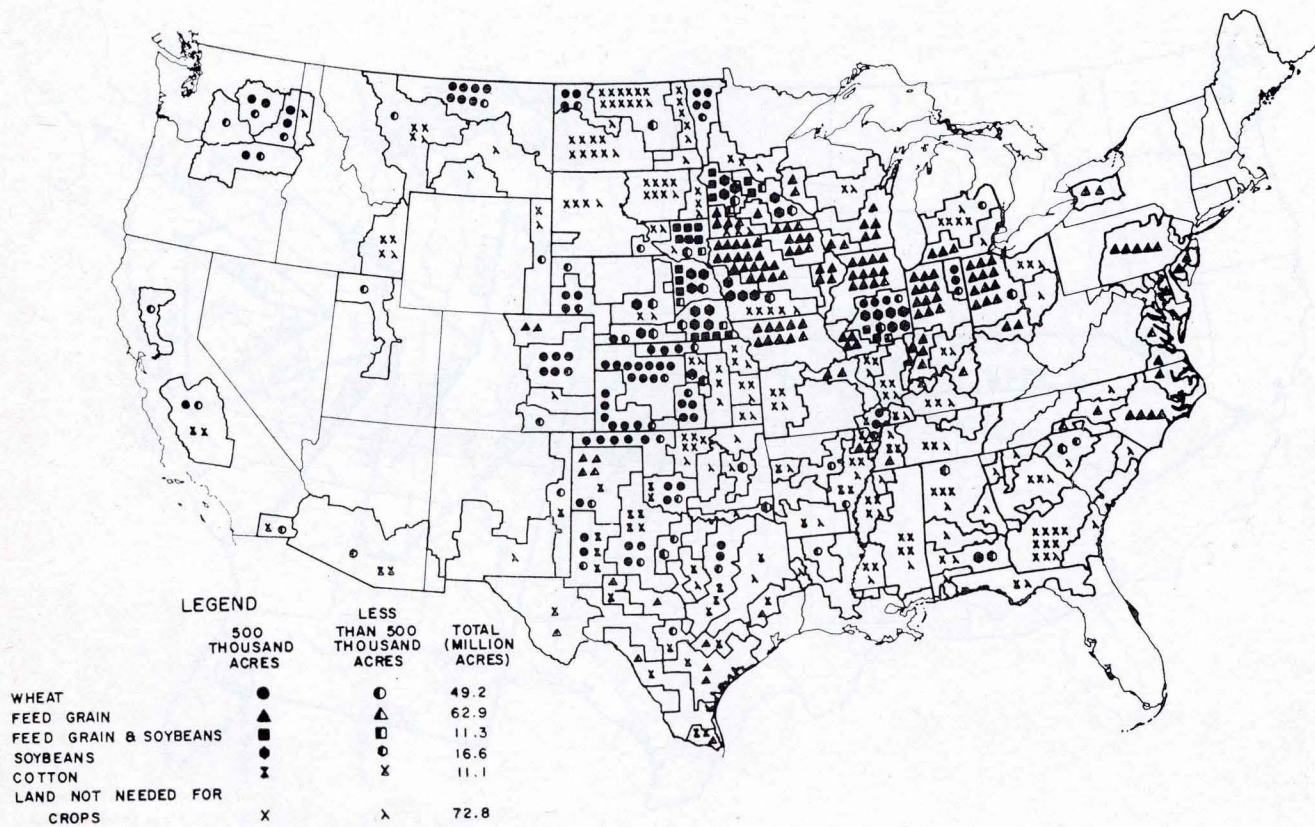 LEGEND
500 THOUSAND ACRES
LESS THAN 500 THOUSAND ACRES
TOTAL (MILLION ACRES)
WHEAT 49.2
FEED GRAIN 62.9
FEED GRAIN & SOYBEANS 11.3
SOYBEANS 16.6
COTTON 11.1
LAND NOT NEEDED FOR
CROPS X λ 72.8